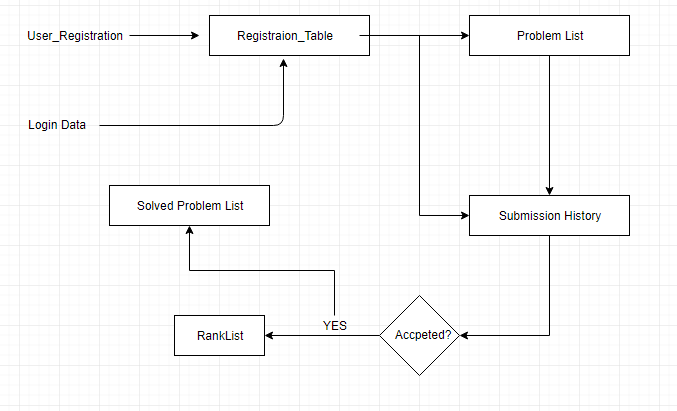 User_Registration
Registraion_Table
Problem List
Login Data
Solved Problem List
Submission History
YES
Accpeted?
RankList